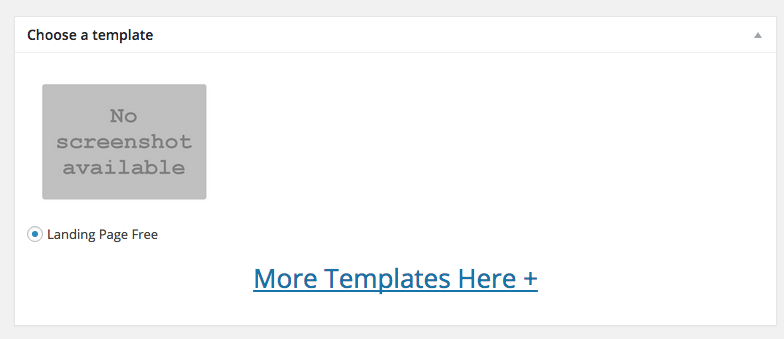 Choose a template
No
screenshot
available
Landing Page Free
More Templates Here +